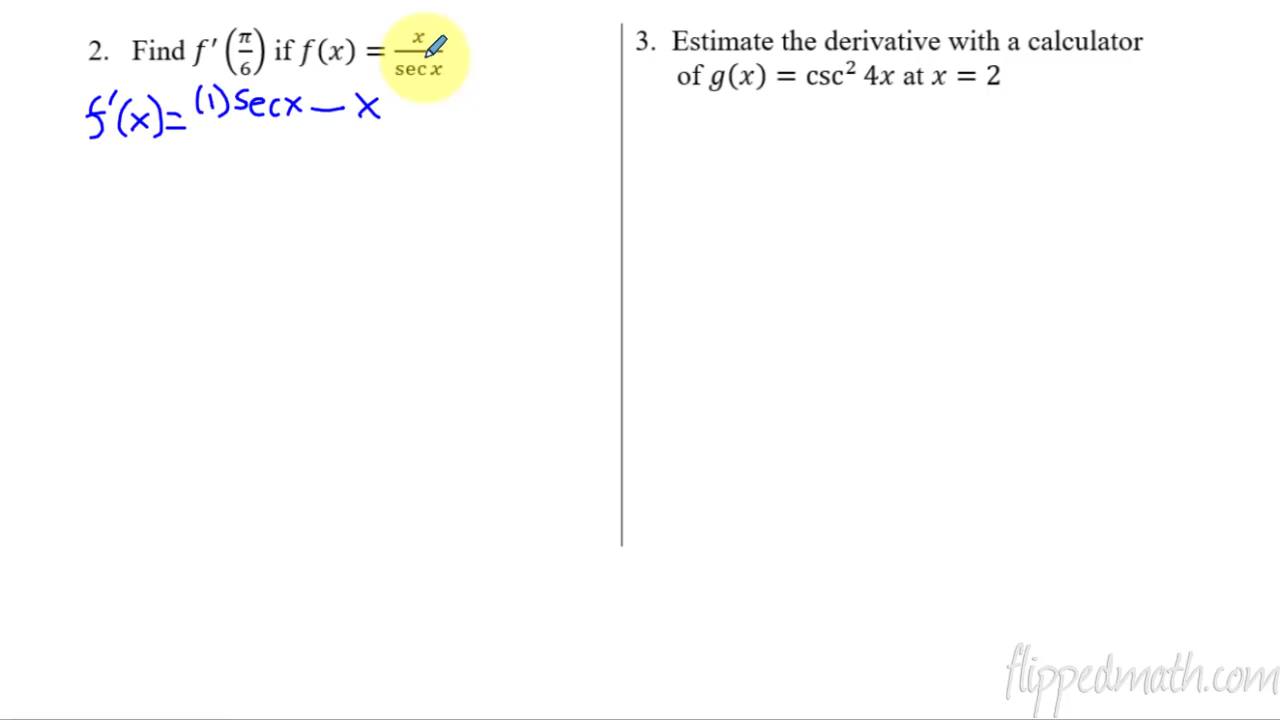 2. Find f′(π/6) if f(x) = x/sec x
f'(x)= (1)secx − x
3. Estimate the derivative with a calculator
of g(x) = csc² 4x at x = 2
flippedmath.com